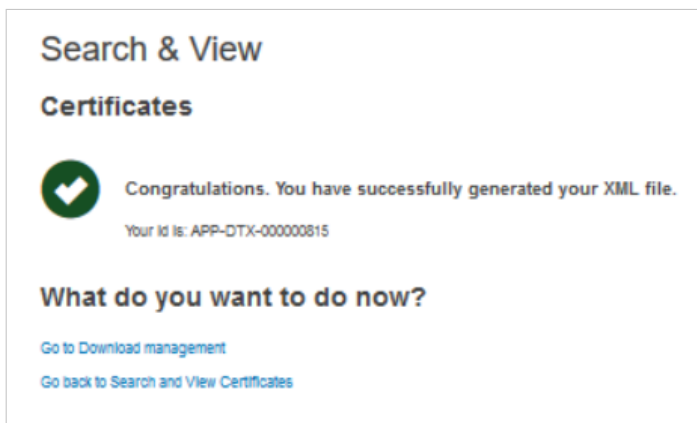 Search & View
Certificates
Congratulations. You have successfully generated your XML file.
Your Id is: APP-DTX-000000815
What do you want to do now?
Go to Download management
Go back to Search and View Certificates